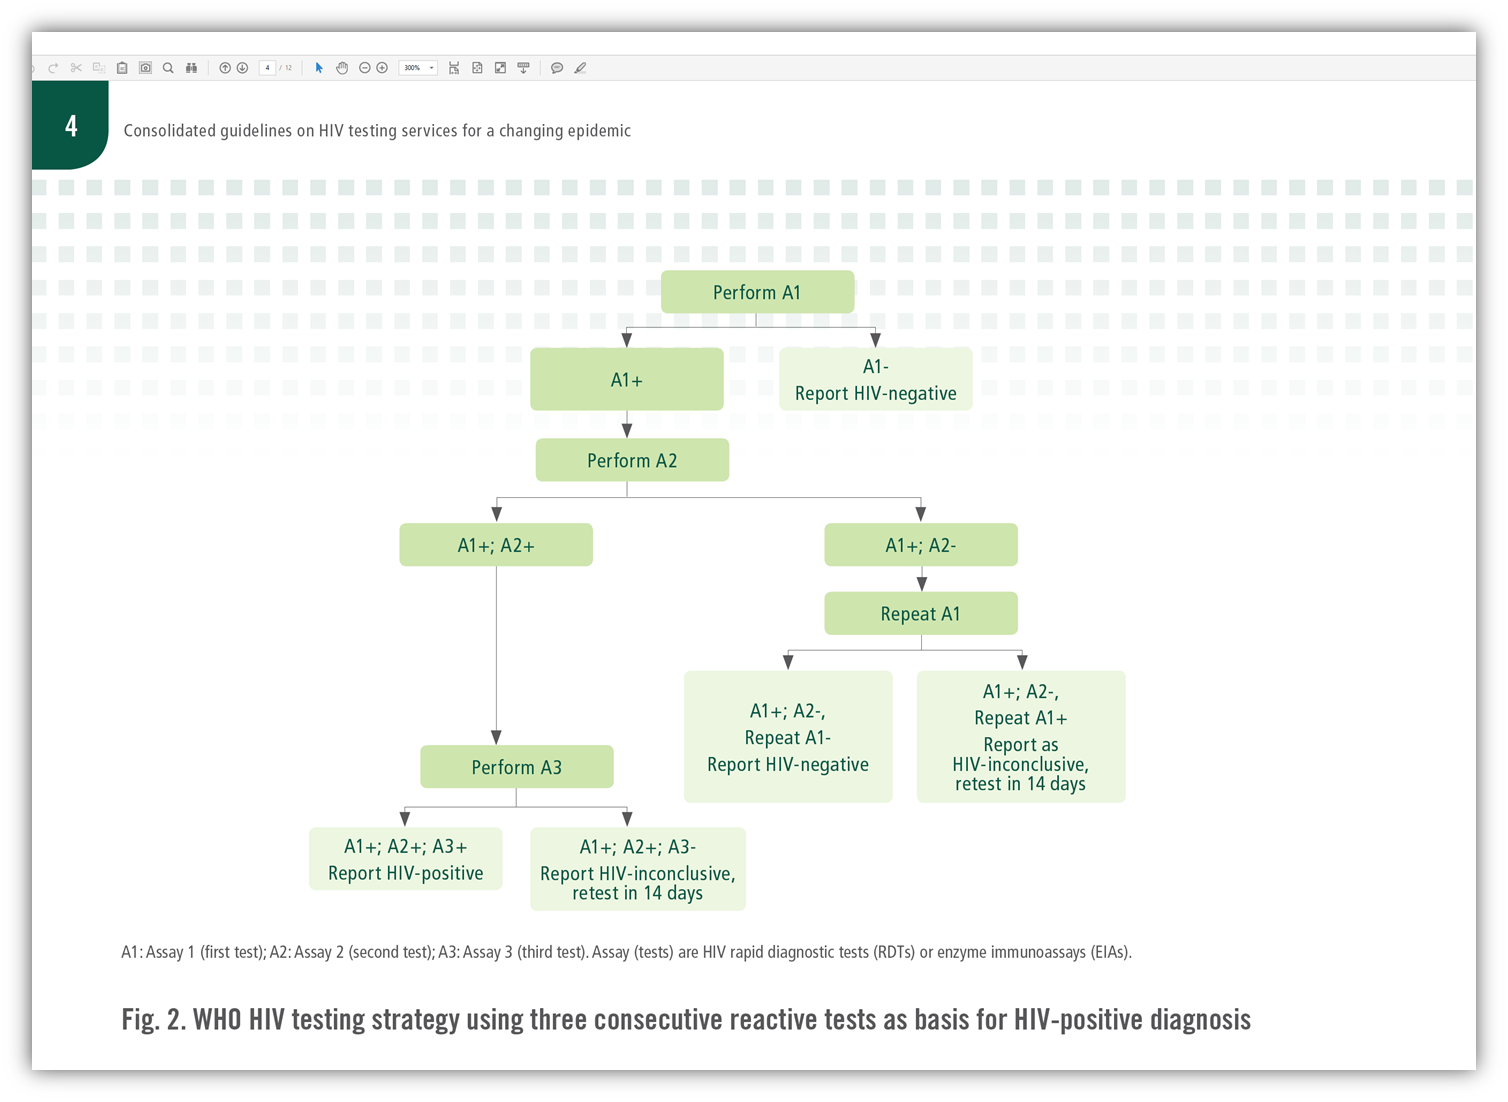 4 / 12
300%
4
Consolidated guidelines on HIV testing services for a changing epidemic
Perform A1
A1+
A1-
Report HIV-negative
Perform A2
A1+; A2+
A1+; A2-
Repeat A1
A1+; A2-,
Repeat A1-
Report HIV-negative
A1+; A2-,
Repeat A1+
Report as
HIV-inconclusive,
retest in 14 days
Perform A3
A1+; A2+; A3+
Report HIV-positive
A1+; A2+; A3-
Report HIV-inconclusive,
retest in 14 days
A1: Assay 1 (first test); A2: Assay 2 (second test); A3: Assay 3 (third test). Assay (tests) are HIV rapid diagnostic tests (RDTs) or enzyme immunoassays (EIAs).
Fig. 2. WHO HIV testing strategy using three consecutive reactive tests as basis for HIV-positive diagnosis